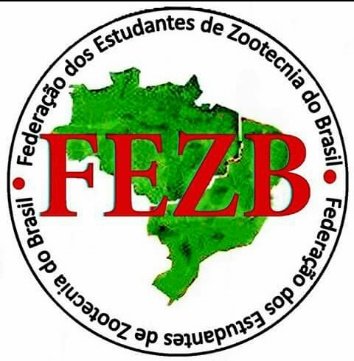 Federação dos Estudantes de Zootecnia do Brasil
FEZB
Federação dos Estudantes de Zootecnia do Brasil